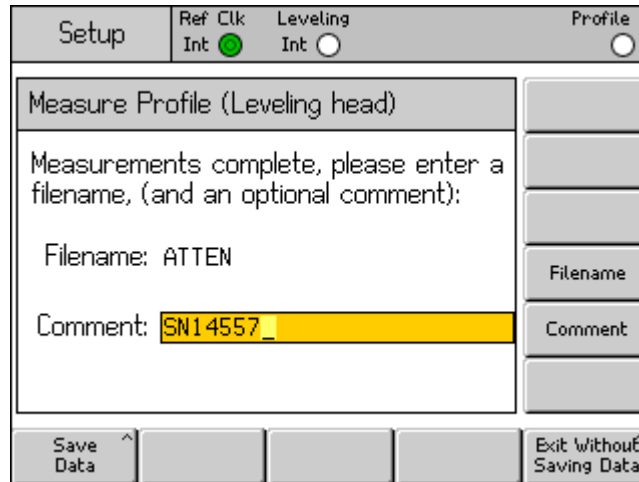 Setup
Ref Clk
Int
Leveling
Int
Profile
Measure Profile (Leveling head)
Measurements complete, please enter a
filename, (and an optional comment):
Filename: ATTEN
Comment: SN14557_
Filename
Comment
Save ^
Data
Exit Without
Saving Data